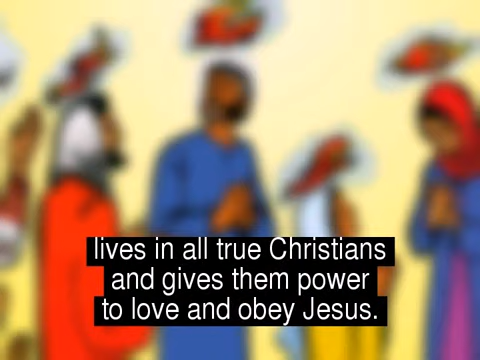 lives in all true Christians
and gives them power
to love and obey Jesus.